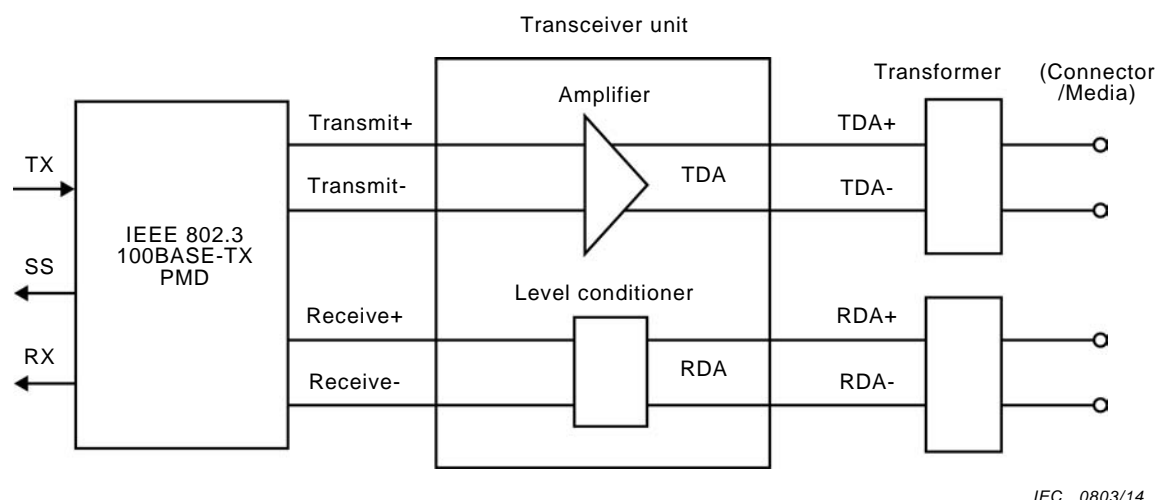 Transceiver unit
Transformer
(Connector
/Media)
Amplifier
Transmit+
TDA+
TX
Transmit-
TDA
TDA-
IEEE 802.3
100BASE-TX
PMD
SS
Level conditioner
Receive+
RDA+
RX
Receive-
RDA
RDA-
IEC 0803/14